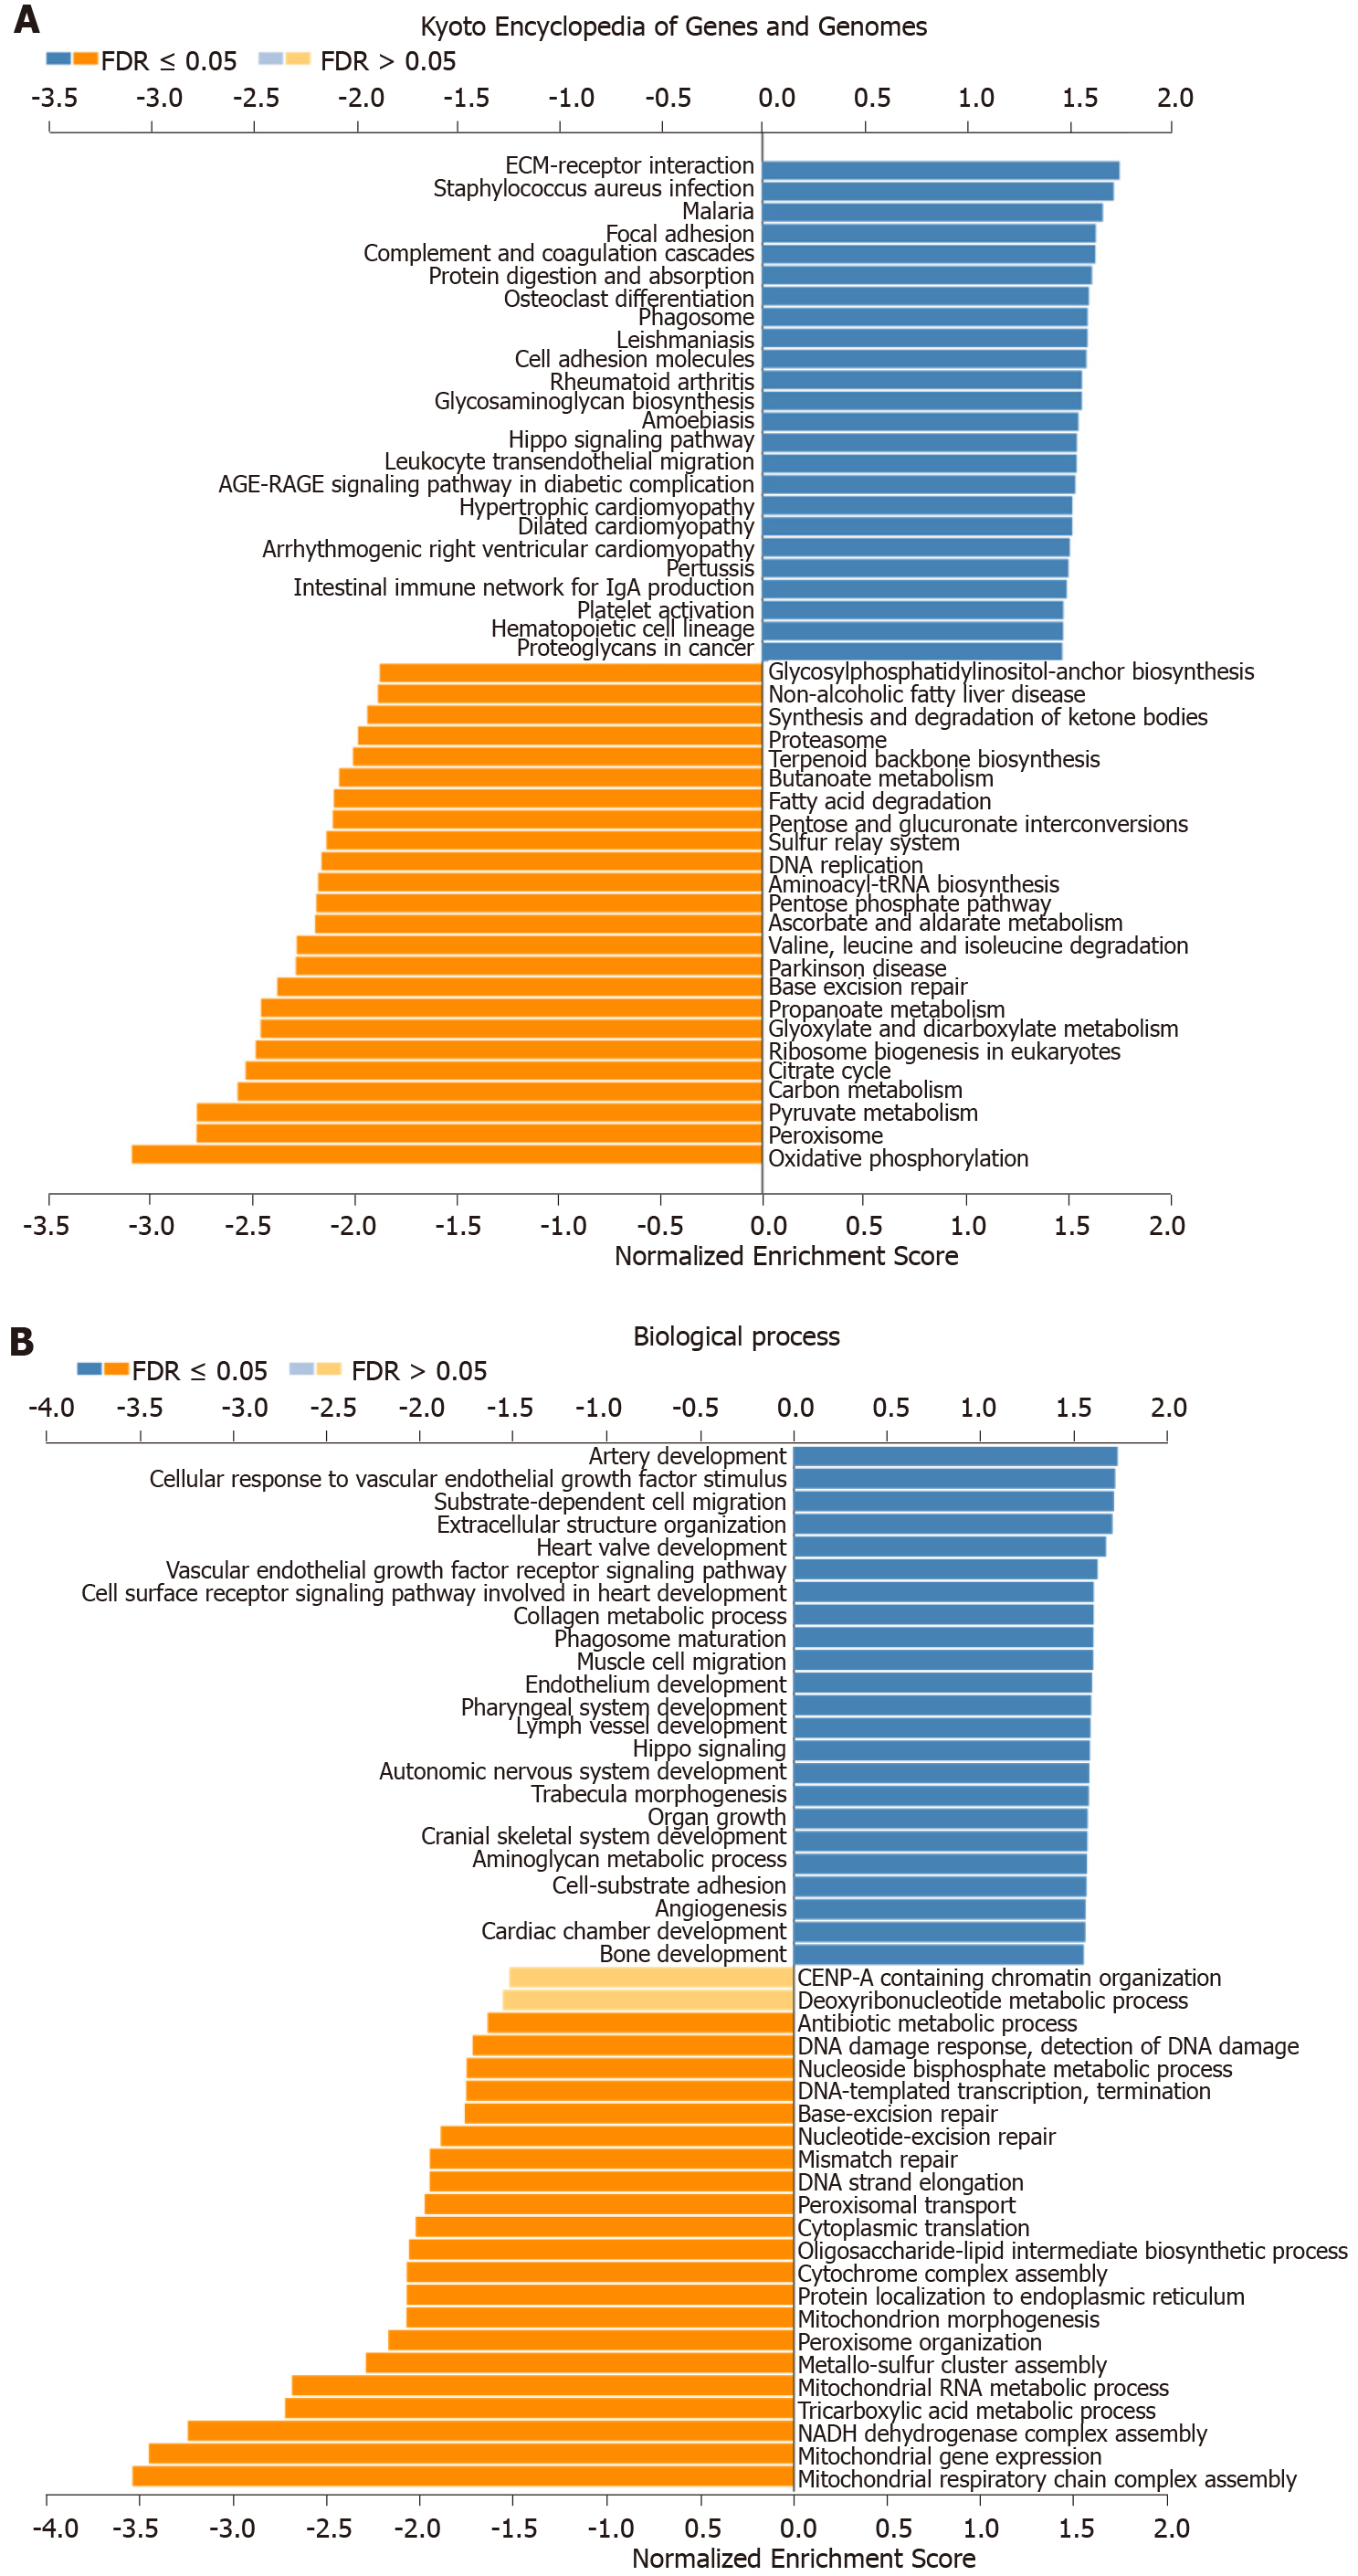 A
Kyoto Encyclopedia of Genes and Genomes
FDR ≤ 0.05 FDR > 0.05
-3.5 -3.0 -2.5 -2.0 -1.5 -1.0 -0.5 0.0 0.5 1.0 1.5 2.0
ECM-receptor interaction
Staphylococcus aureus infection
Malaria
Focal adhesion
Complement and coagulation cascades
Protein digestion and absorption
Osteoclast differentiation
Phagosome
Leishmaniasis
Cell adhesion molecules
Rheumatoid arthritis
Glycosaminoglycan biosynthesis
Amoebiasis
Hippo signaling pathway
Leukocyte transendothelial migration
AGE-RAGE signaling pathway in diabetic complication
Hypertrophic cardiomyopathy
Dilated cardiomyopathy
Arrhythmogenic right ventricular cardiomyopathy
Pertussis
Intestinal immune network for IgA production
Platelet activation
Hematopoietic cell lineage
Proteoglycans in cancer
Glycosylphosphatidylinositol-anchor biosynthesis
Non-alcoholic fatty liver disease
Synthesis and degradation of ketone bodies
Proteasome
Terpenoid backbone biosynthesis
Butanoate metabolism
Fatty acid degradation
Pentose and glucuronate interconversions
Sulfur relay system
DNA replication
Aminoacyl-tRNA biosynthesis
Pentose phosphate pathway
Ascorbate and aldarate metabolism
Valine, leucine and isoleucine degradation
Parkinson disease
Base excision repair
Propanoate metabolism
Glyoxylate and dicarboxylate metabolism
Ribosome biogenesis in eukaryotes
Citrate cycle
Carbon metabolism
Pyruvate metabolism
Peroxisome
Oxidative phosphorylation
-3.5 -3.0 -2.5 -2.0 -1.5 -1.0 -0.5 0.0 0.5 1.0 1.5 2.0
Normalized Enrichment Score
B
Biological process
FDR ≤ 0.05 FDR > 0.05
-4.0 -3.5 -3.0 -2.5 -2.0 -1.5 -1.0 -0.5 0.0 0.5 1.0 1.5 2.0
Artery development
Cellular response to vascular endothelial growth factor stimulus
Substrate-dependent cell migration
Extracellular structure organization
Heart valve development
Vascular endothelial growth factor receptor signaling pathway
Cell surface receptor signaling pathway involved in heart development
Collagen metabolic process
Phagosome maturation
Muscle cell migration
Endothelium development
Pharyngeal system development
Lymph vessel development
Hippo signaling
Autonomic nervous system development
Trabecula morphogenesis
Organ growth
Cranial skeletal system development
Aminoglycan metabolic process
Cell-substrate adhesion
Angiogenesis
Cardiac chamber development
Bone development
CENP-A containing chromatin organization
Deoxyribonucleotide metabolic process
Antibiotic metabolic process
DNA damage response, detection of DNA damage
Nucleoside bisphosphate metabolic process
DNA-templated transcription, termination
Base-excision repair
Nucleotide-excision repair
Mismatch repair
DNA strand elongation
Peroxisomal transport
Cytoplasmic translation
Oligosaccharide-lipid intermediate biosynthetic process
Cytochrome complex assembly
Protein localization to endoplasmic reticulum
Mitochondrion morphogenesis
Peroxisome organization
Metallo-sulfur cluster assembly
Mitochondrial RNA metabolic process
Tricarboxylic acid metabolic process
NADH dehydrogenase complex assembly
Mitochondrial gene expression
Mitochondrial respiratory chain complex assembly
-4.0 -3.5 -3.0 -2.5 -2.0 -1.5 -1.0 0.5 0.0 0.5 1.0 1.5 2.0
Normalized Enrichment Score